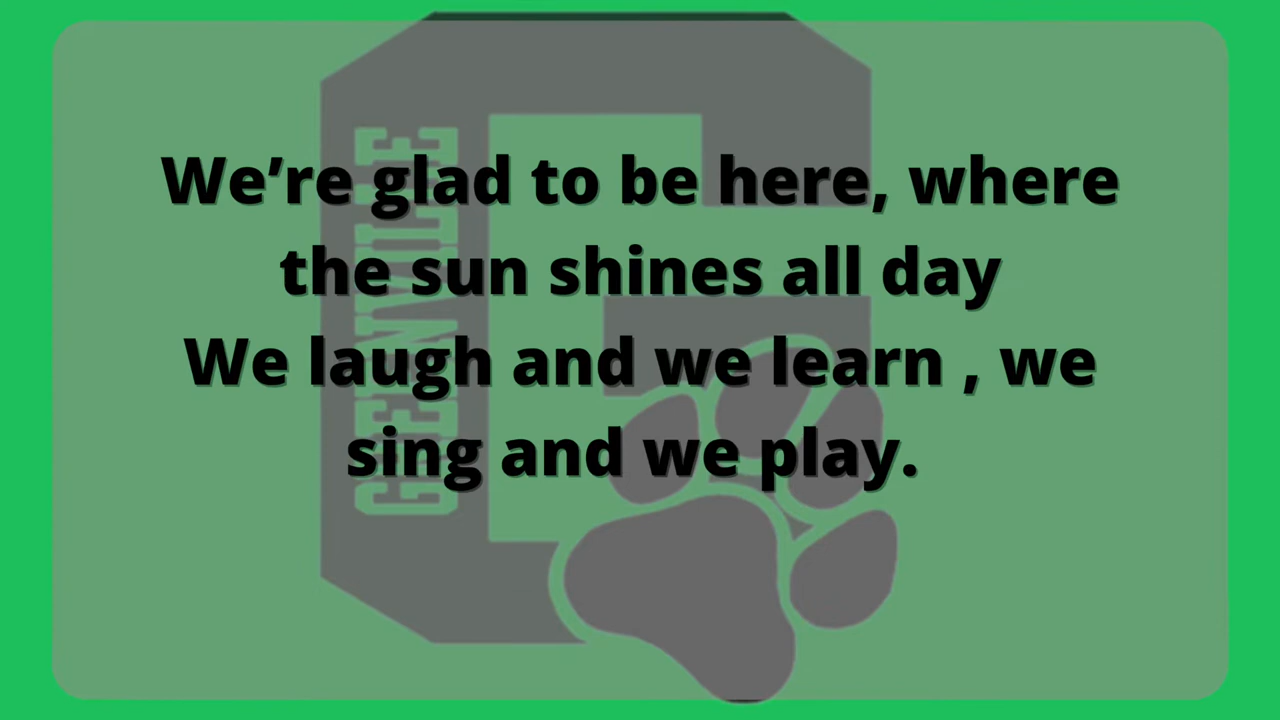 We’re glad to be here, where
the sun shines all day
We laugh and we learn , we
sing and we play.
GREENVILLE